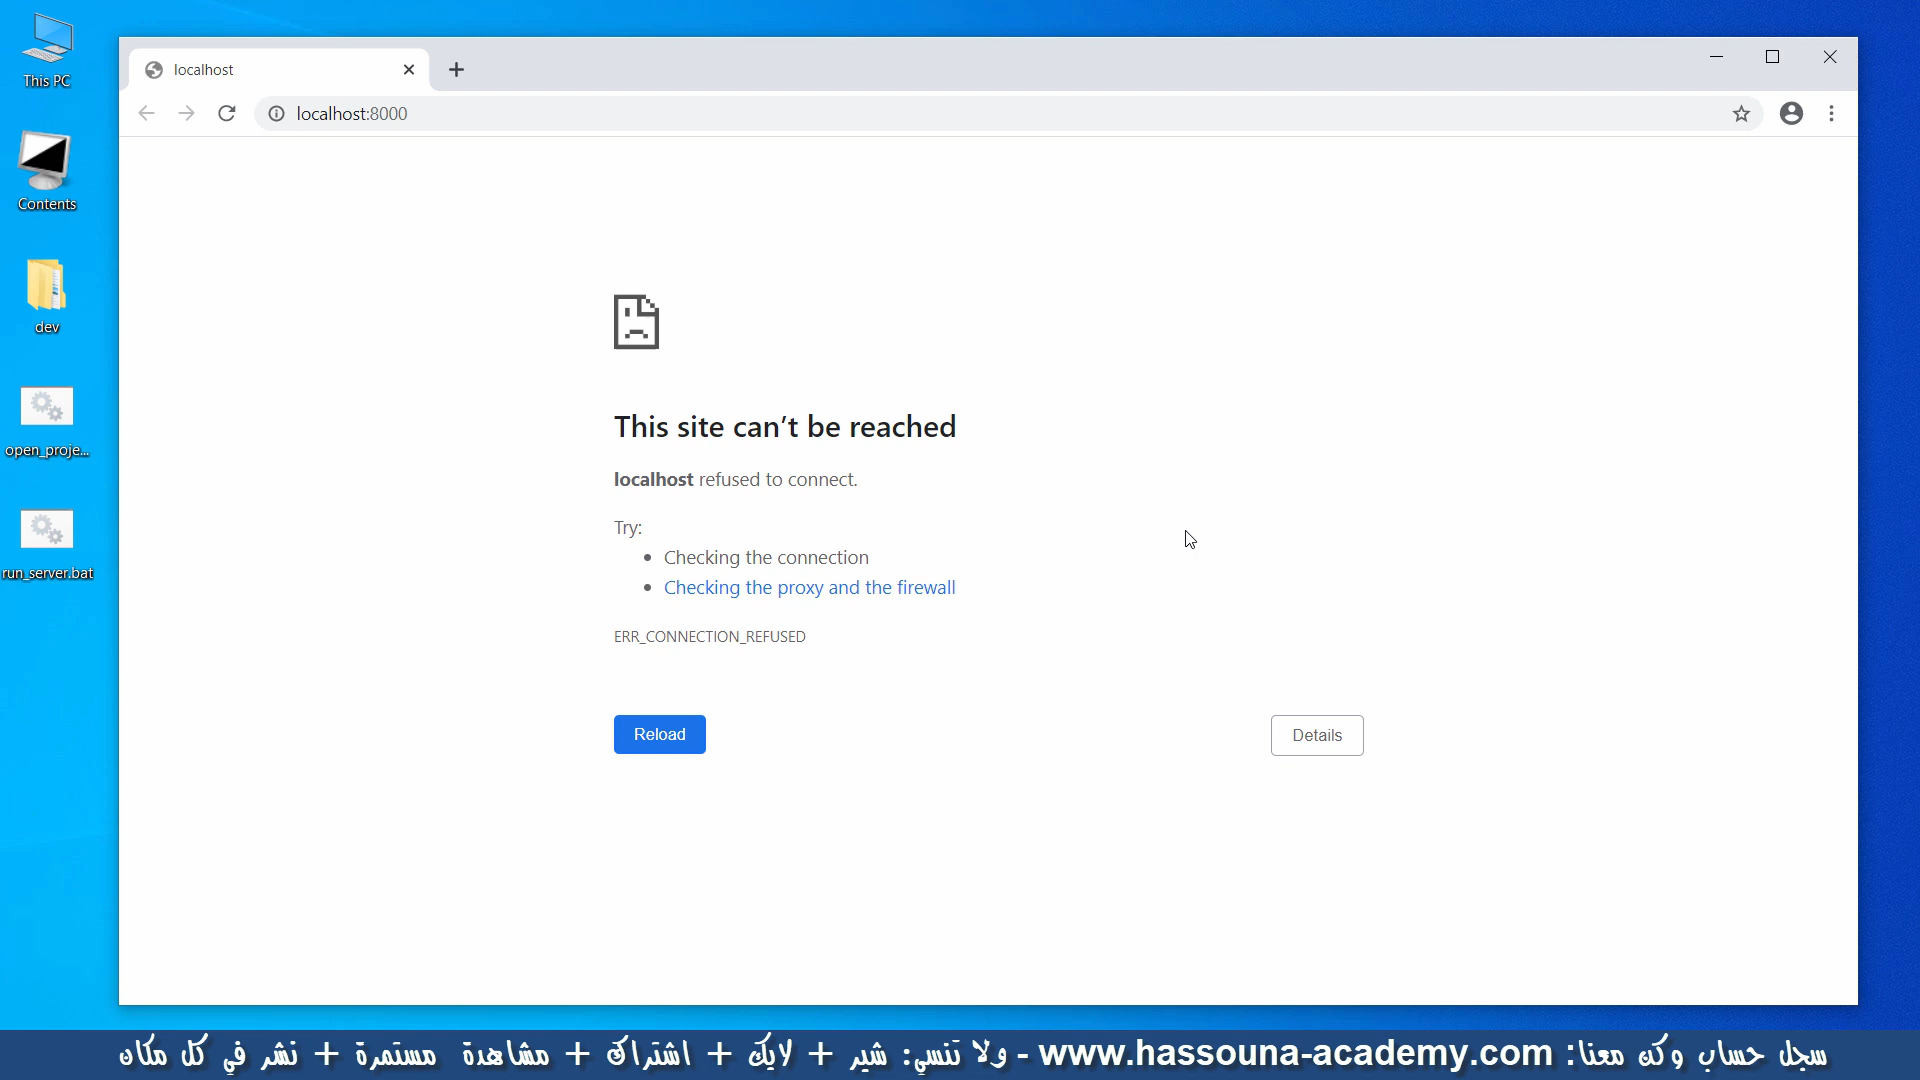 This PC
Contents
dev
open_proje...
run_server.bat
localhost
localhost:8000
This site can’t be reached
localhost refused to connect.
Try:
Checking the connection
Checking the proxy and the firewall
ERR_CONNECTION_REFUSED
Reload
Details
سجل حساب وكن معنا: www.hassouna-academy.com - ولا تنسي: شير + لايك + اشتراك + مشاهدة مستمرة + نشر في كل مكان